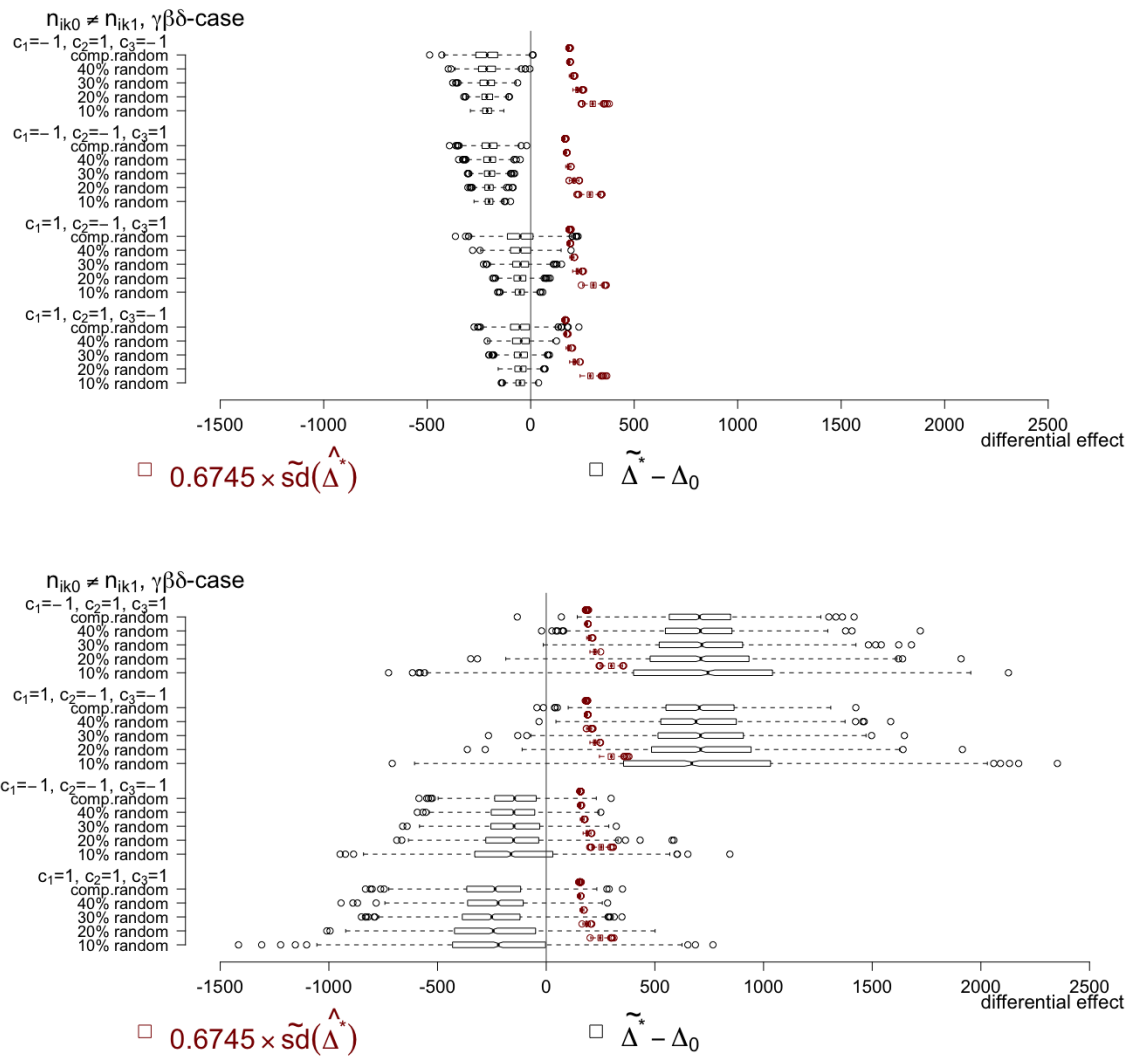 n_ik0 ≠ n_ik1, γβδ-case
c₁=−1, c₂=1, c₃=−1
comp.random
40% random
30% random
20% random
10% random
c₁=−1, c₂=−1, c₃=1
comp.random
40% random
30% random
20% random
10% random
c₁=1, c₂=−1, c₃=1
comp.random
40% random
30% random
20% random
10% random
c₁=1, c₂=1, c₃=−1
comp.random
40% random
30% random
20% random
10% random
-1500 -1000 -500 0 500 1000 1500 2000 2500
differential effect
0.6745 × s̃d(Δ̂*) Δ̃* − Δ₀
n_ik0 ≠ n_ik1, γβδ-case
c₁=−1, c₂=1, c₃=1
comp.random
40% random
30% random
20% random
10% random
c₁=1, c₂=−1, c₃=−1
comp.random
40% random
30% random
20% random
10% random
c₁=−1, c₂=−1, c₃=−1
comp.random
40% random
30% random
20% random
10% random
c₁=1, c₂=1, c₃=1
comp.random
40% random
30% random
20% random
10% random
-1500 -1000 -500 0 500 1000 1500 2000 2500
differential effect
0.6745 × s̃d(Δ̂*) Δ̃* − Δ₀